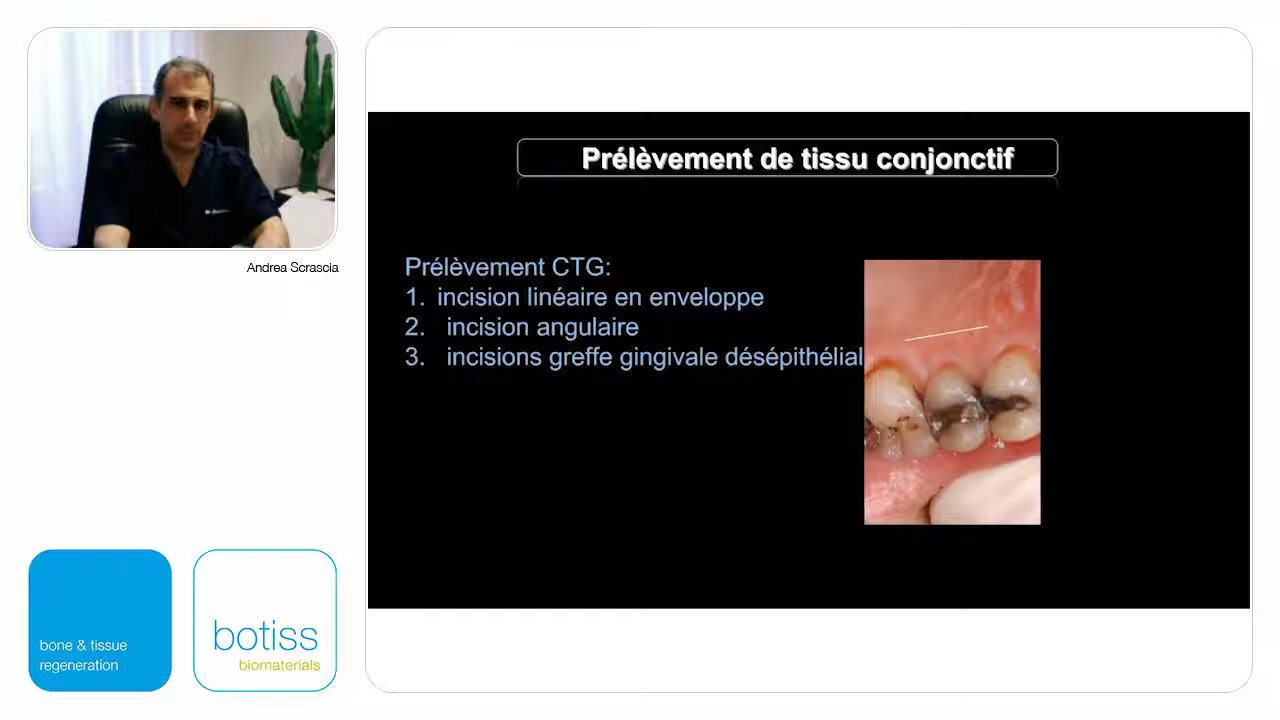 Andrea Scrascia
Prélèvement de tissu conjonctif
Prélèvement CTG:
1. incision linéaire en enveloppe
2. incision angulaire
3. incisions greffe gingivale désépithélial
bone & tissue
regeneration
botiss
biomaterials